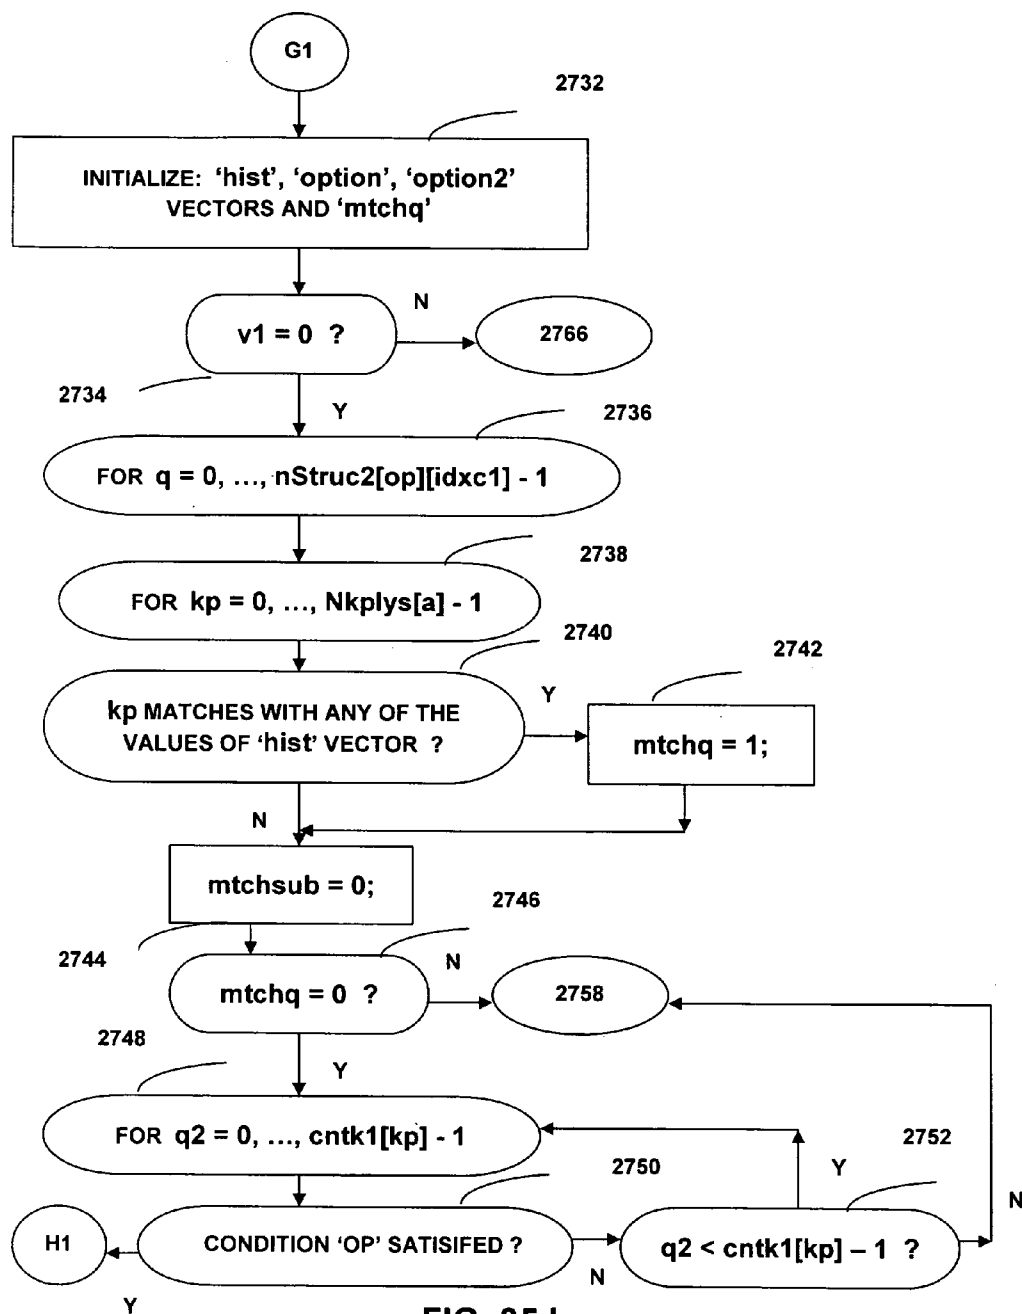 G1
2732
INITIALIZE: ‘hist’, ‘option’, ‘option2’
VECTORS AND ‘mtchq’
v1 = 0 ?
N
2766
2734
Y
2736
FOR q = 0, ..., nStruc2[op][idxc1] - 1
2738
FOR kp = 0, ..., Nkplys[a] - 1
2740
2742
kp MATCHES WITH ANY OF THE
VALUES OF ‘hist’ VECTOR ?
Y
mtchq = 1;
N
mtchsub = 0;
2746
2744
mtchq = 0 ?
N
2758
2748
Y
FOR q2 = 0, ..., cntk1[kp] - 1
2752
2750
Y
N
H1
CONDITION ‘OP’ SATISIFED ?
N
q2 < cntk1[kp] – 1 ?
Y